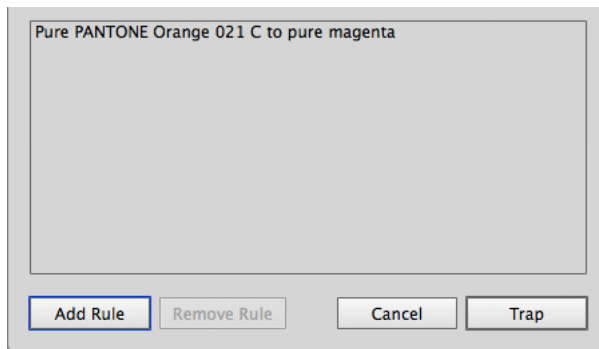 Pure PANTONE Orange 021 C to pure magenta
Add Rule
Remove Rule
Cancel
Trap